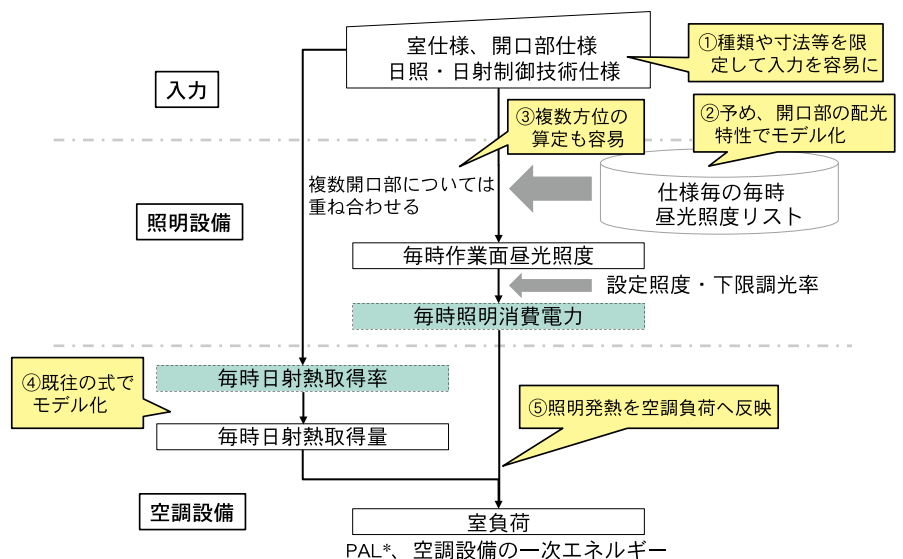 室仕様、開口部仕様
日照・日射制御技術仕様
①種類や寸法等を限
定して入力を容易に
入力
③複数方位の
算定も容易
②予め、開口部の配光
特性でモデル化
複数開口部については
重ね合わせる
仕様毎の毎時
昼光照度リスト
照明設備
毎時作業面昼光照度
設定照度・下限調光率
毎時照明消費電力
④既往の式で
モデル化
毎時日射熱取得率
⑤照明発熱を空調負荷へ反映
毎時日射熱取得量
空調設備
室負荷
PAL*、空調設備の一次エネルギー